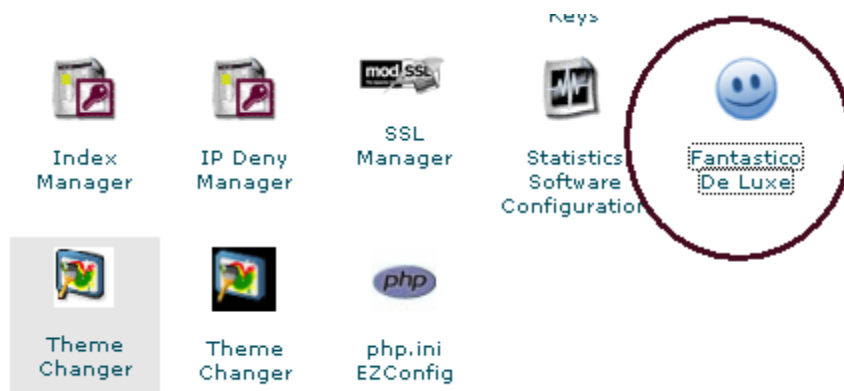 Keys
mod SSL
Index
Manager
IP Deny
Manager
SSL
Manager
Statistics
Software
Configuration
Fantastico
De Luxe
php
Theme
Changer
Theme
Changer
php.ini
EZConfig